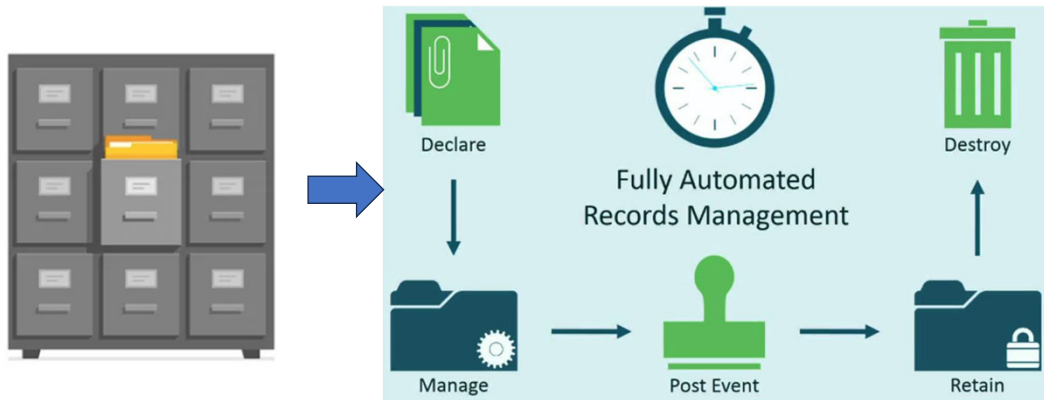 Declare
Destroy
Fully Automated
Records Management
Manage
Post Event
Retain